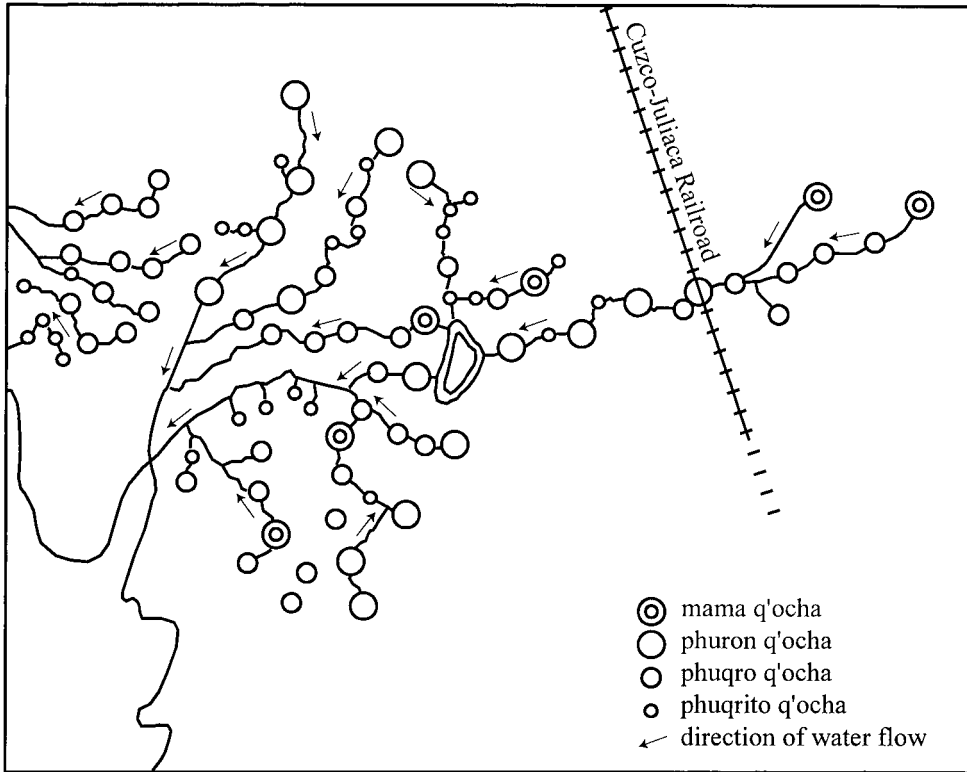 Cuzco-Juliaca Railroad
mama q'ocha
phuron q'ocha
phuqro q'ocha
phuqrito q'ocha
direction of water flow